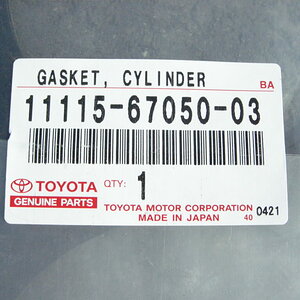 GASKET, CYLINDER
BA
11115-67050-03
TOYOTA
GENUINE PARTS
QTY: 1
TOYOTA MOTOR CORPORATION
MADE IN JAPAN 40
0421